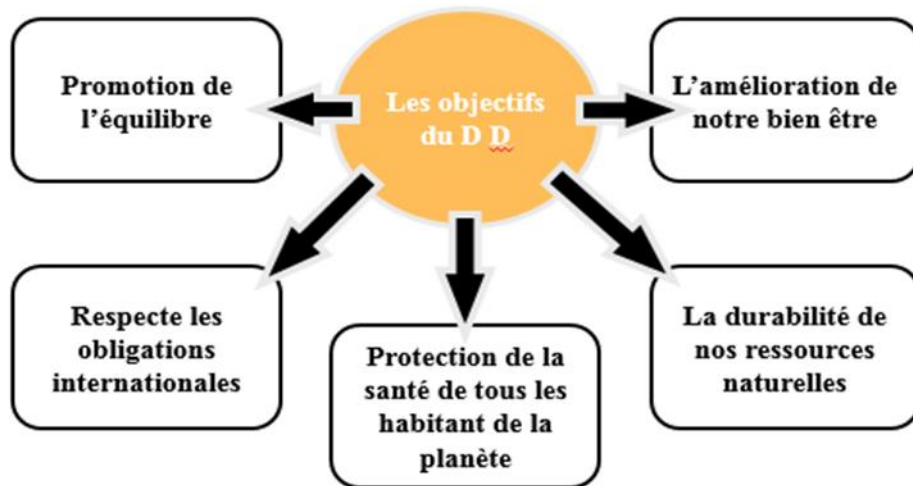 Les objectifs
du D D
Promotion de
l'équilibre
L'amélioration de
notre bien être
Respecte les
obligations
internationales
Protection de la
santé de tous les
habitant de la
planète
La durabilité de
nos ressources
naturelles